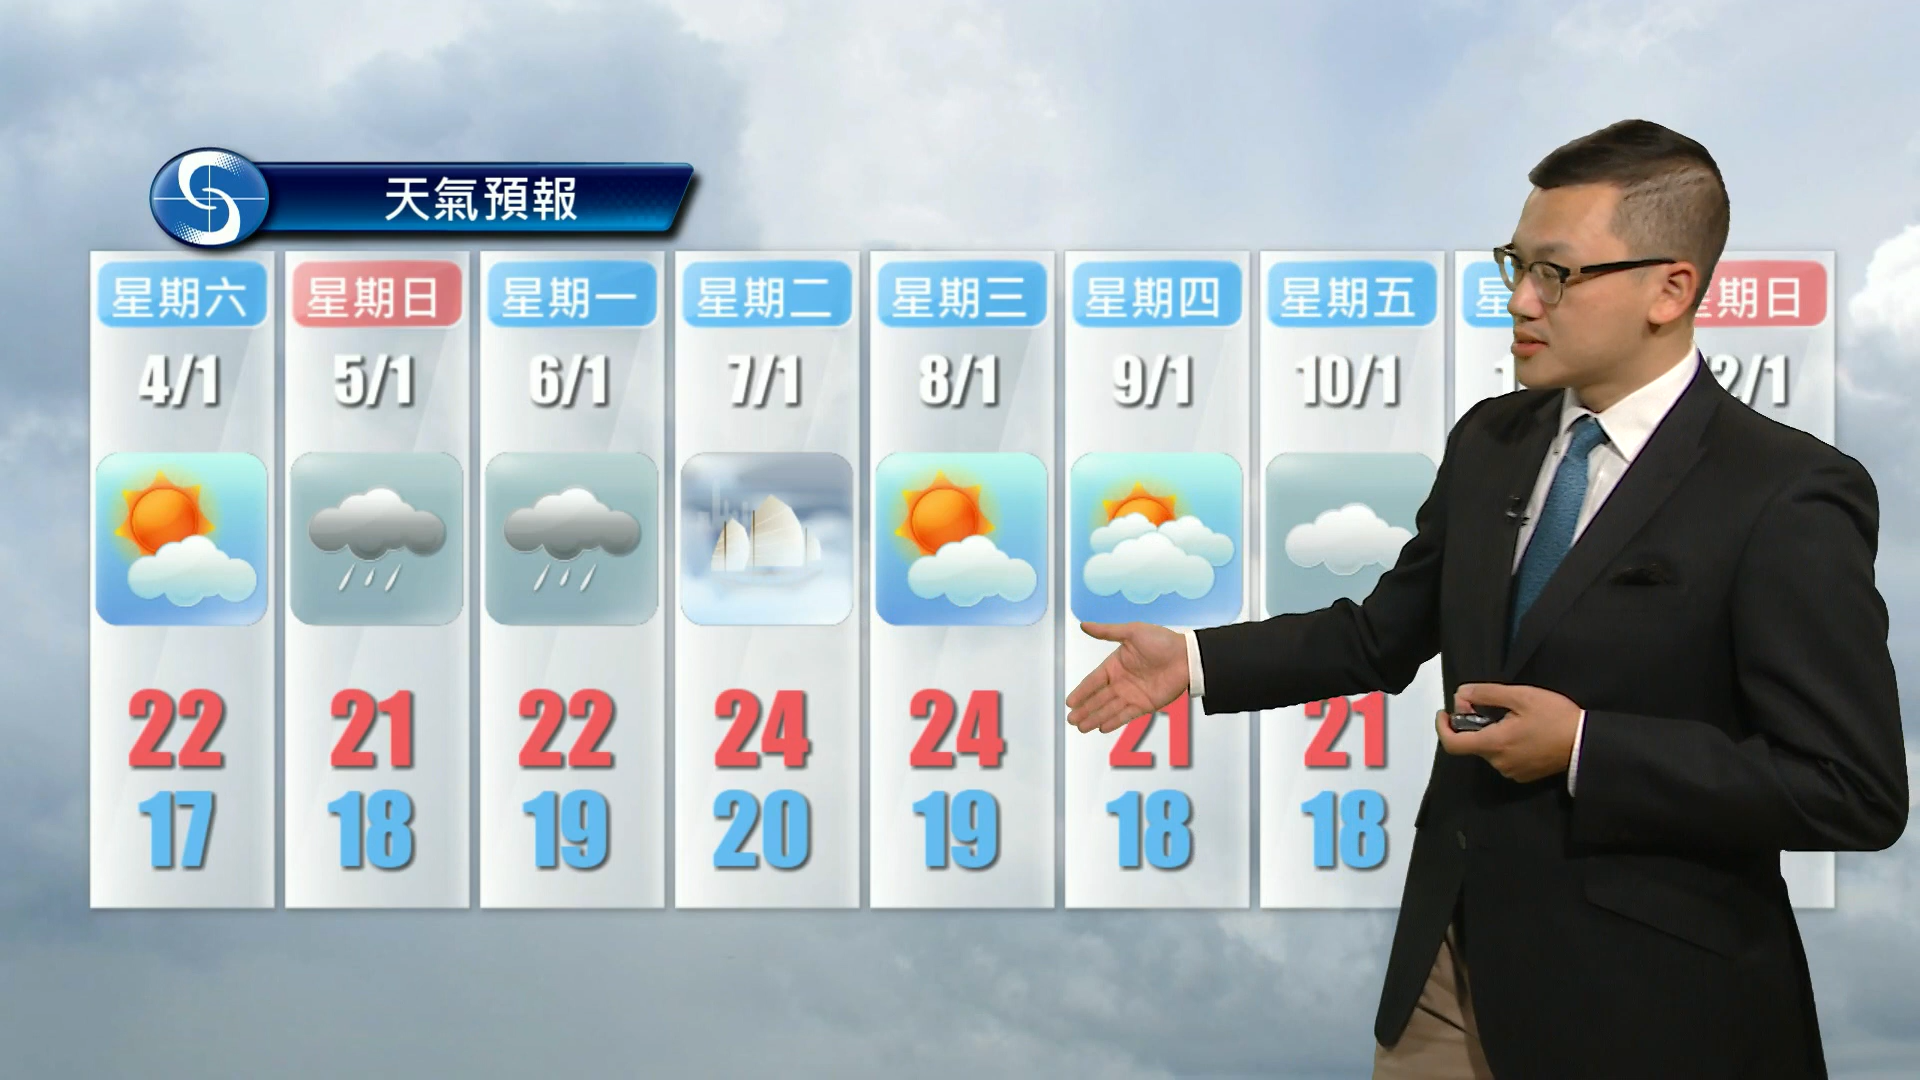 天氣預報
星期六 星期日 星期一 星期二 星期三 星期四 星期五 期日
4/1 5/1 6/1 7/1 8/1 9/1 10/1 2/1
22 21 22 24 24 21 21
17 18 19 20 19 18 18